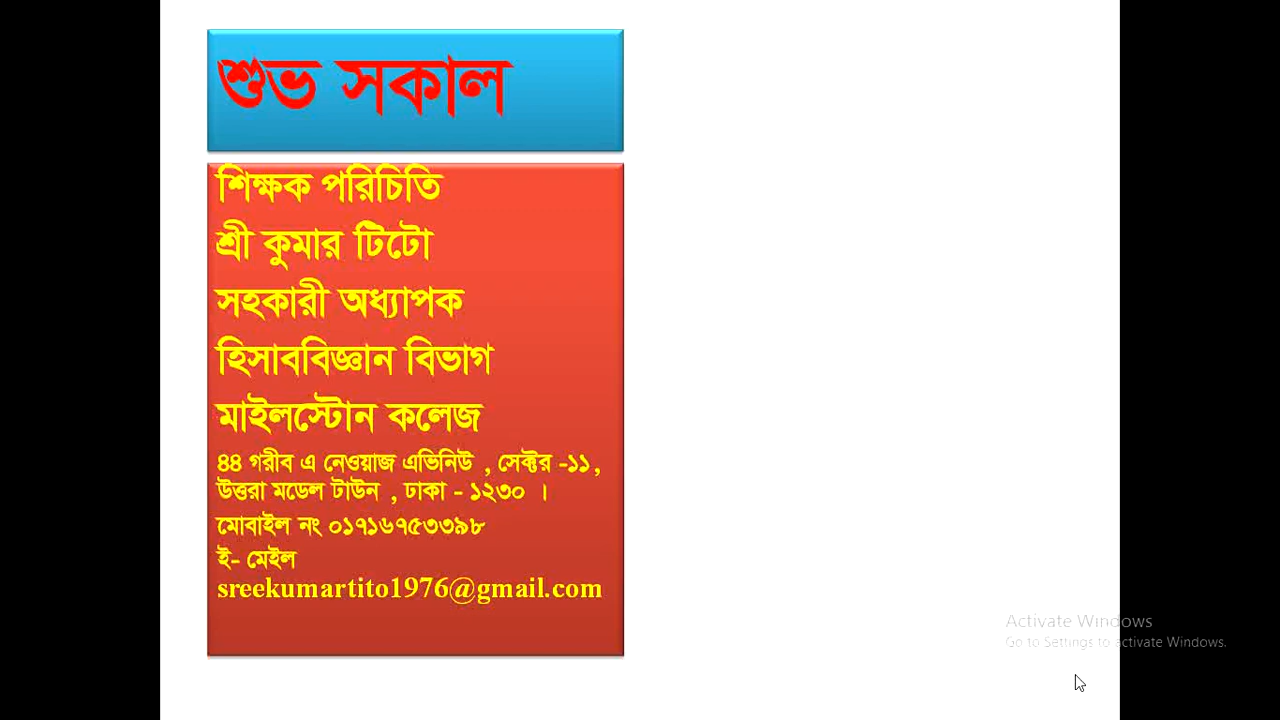 শুভ সকাল
শিক্ষক পরিচিতি
শ্রী কুমার টিটো
সহকারী অধ্যাপক
হিসাববিজ্ঞান বিভাগ
মাইলস্টোন কলেজ
৪৪ গরীব এ নেওয়াজ এভিনিউ , সেক্টর -১১,
উত্তরা মডেল টাউন , ঢাকা - ১২৩০ ।
মোবাইল নং ০১৭১৬৭৫৩৩৯৮
ই- মেইল
sreekumartito1976@gmail.com
Activate Windows
Go to Settings to activate Windows.